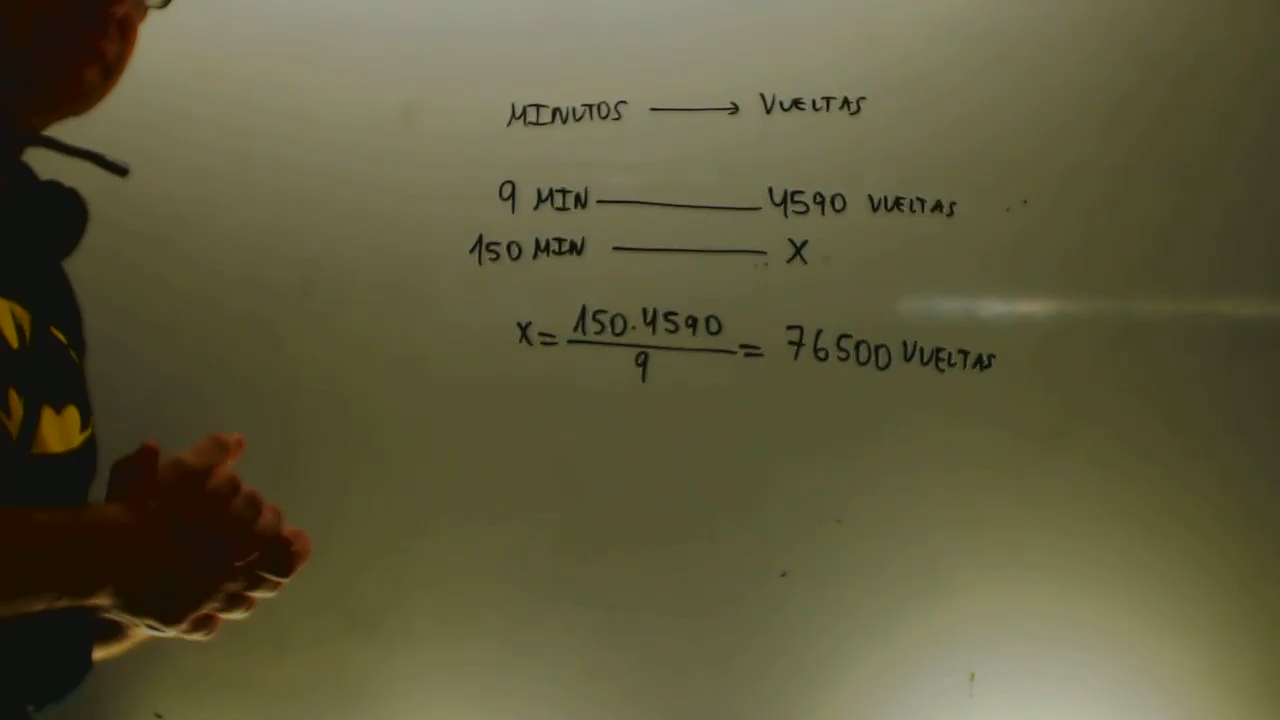 MINUTOS → VUELTAS
9 MIN — 4590 VUELTAS
150 MIN — X
X = 150.4590 / 9 = 76500 VUELTAS